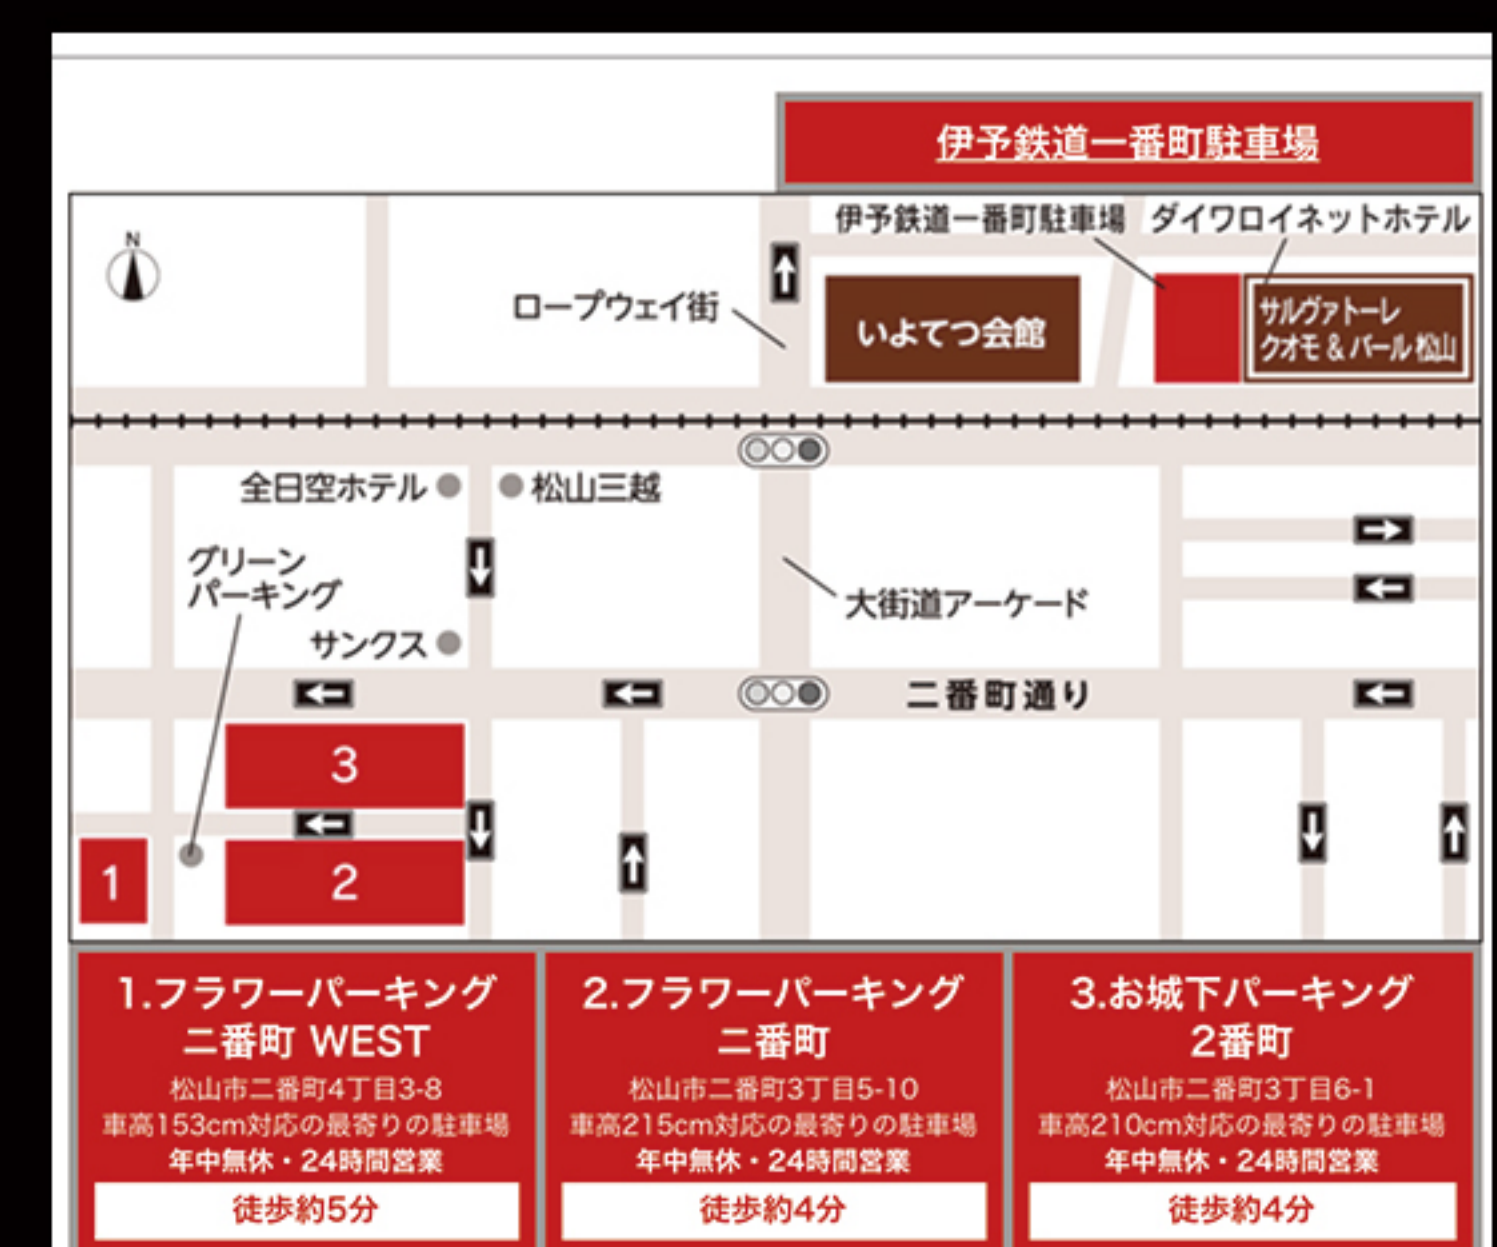 伊予鉄道一番町駐車場
N
伊予鉄道一番町駐車場
ダイワロイネットホテル
ロープウェイ街
いよてつ会館
サルヴァトーレ
クオモ & バール 松山
全日空ホテル
松山三越
グリーン
パーキング
大街道アーケード
サンクス
二番町通り
3
1
2
1.フラワーパーキング
二番町 WEST
松山市二番町4丁目3-8
車高153cm対応の最寄りの駐車場
年中無休・24時間営業
徒歩約5分
2.フラワーパーキング
二番町
松山市二番町3丁目5-10
車高215cm対応の最寄りの駐車場
年中無休・24時間営業
徒歩約4分
3.お城下パーキング
2番町
松山市二番町3丁目6-1
車高210cm対応の最寄りの駐車場
年中無休・24時間営業
徒歩約4分